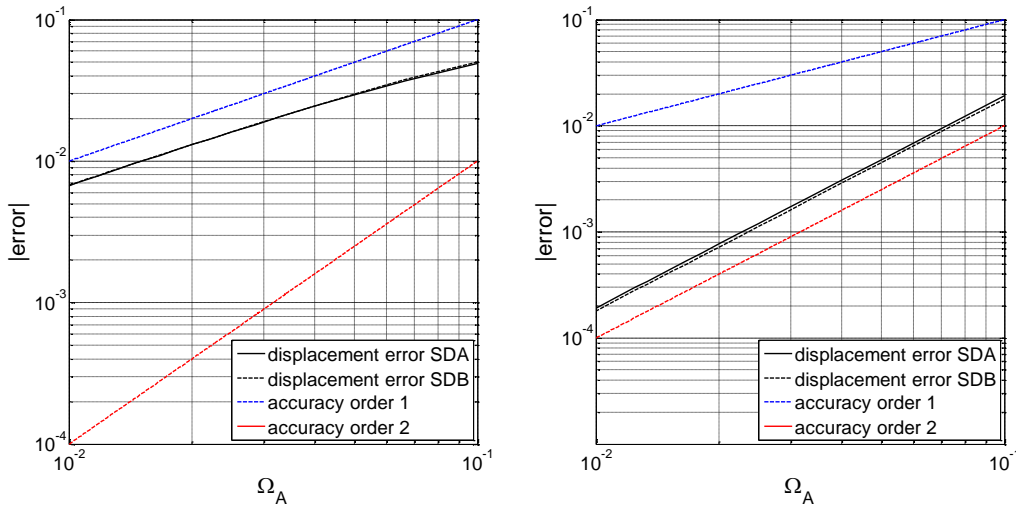 10^-1
10^-2
10^-3
10^-4
|error|
displacement error SDA
displacement error SDB
accuracy order 1
accuracy order 2
10^-2
10^-1
Ω_A
10^-1
10^-2
10^-3
10^-4
|error|
displacement error SDA
displacement error SDB
accuracy order 1
accuracy order 2
10^-2
10^-1
Ω_A